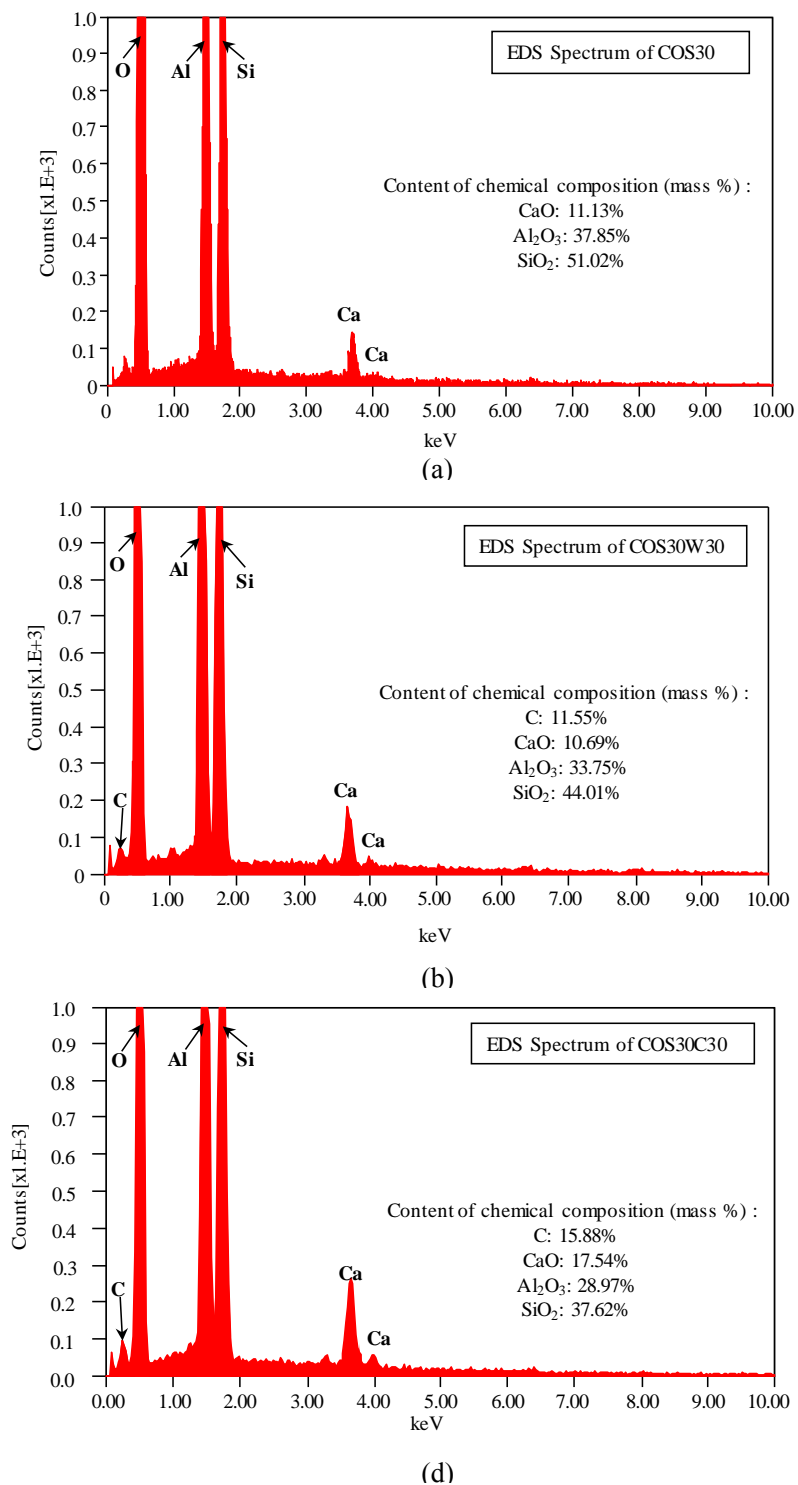 1.0
0.9
0.8
0.7
0.6
0.5
0.4
0.3
0.2
0.1
0
Counts[x1.E+3]
O
Al
Si
EDS Spectrum of COS30
Content of chemical composition (mass %) :
CaO: 11.13%
Al₂O₃: 37.85%
SiO₂: 51.02%
Ca
Ca
0 1.00 2.00 3.00 4.00 5.00 6.00 7.00 8.00 9.00 10.00
keV
(a)
1.0
0.9
0.8
0.7
0.6
0.5
0.4
0.3
0.2
0.1
0
Counts[x1.E+3]
O
Al
Si
EDS Spectrum of COS30W30
Content of chemical composition (mass %) :
C: 11.55%
CaO: 10.69%
Al₂O₃: 33.75%
SiO₂: 44.01%
C
Ca
Ca
0 1.00 2.00 3.00 4.00 5.00 6.00 7.00 8.00 9.00 10.00
keV
(b)
1.0
0.9
0.8
0.7
0.6
0.5
0.4
0.3
0.2
0.1
0.0
Counts[x1.E+3]
O
Al
Si
EDS Spectrum of COS30C30
Content of chemical composition (mass %) :
C: 15.88%
CaO: 17.54%
Al₂O₃: 28.97%
SiO₂: 37.62%
C
Ca
Ca
0.00 1.00 2.00 3.00 4.00 5.00 6.00 7.00 8.00 9.00 10.00
keV
(d)